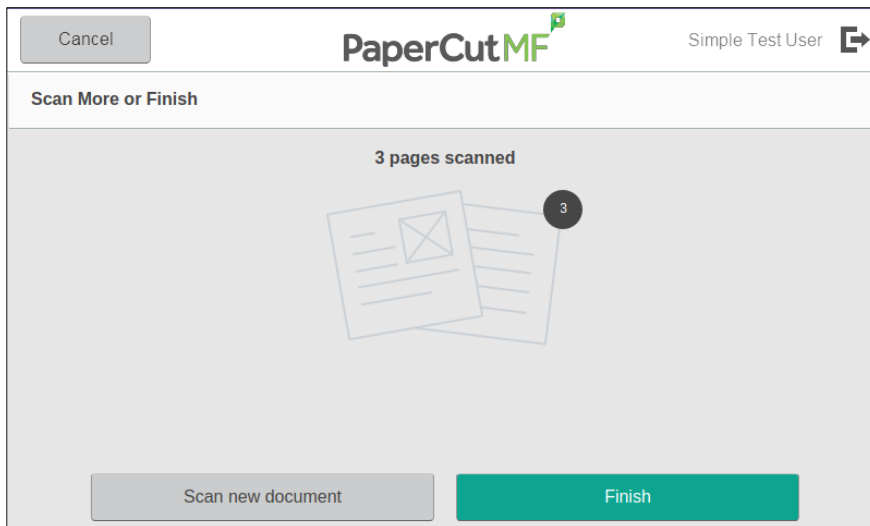 Cancel
PaperCutMF
Simple Test User
Scan More or Finish
3 pages scanned
3
Scan new document
Finish